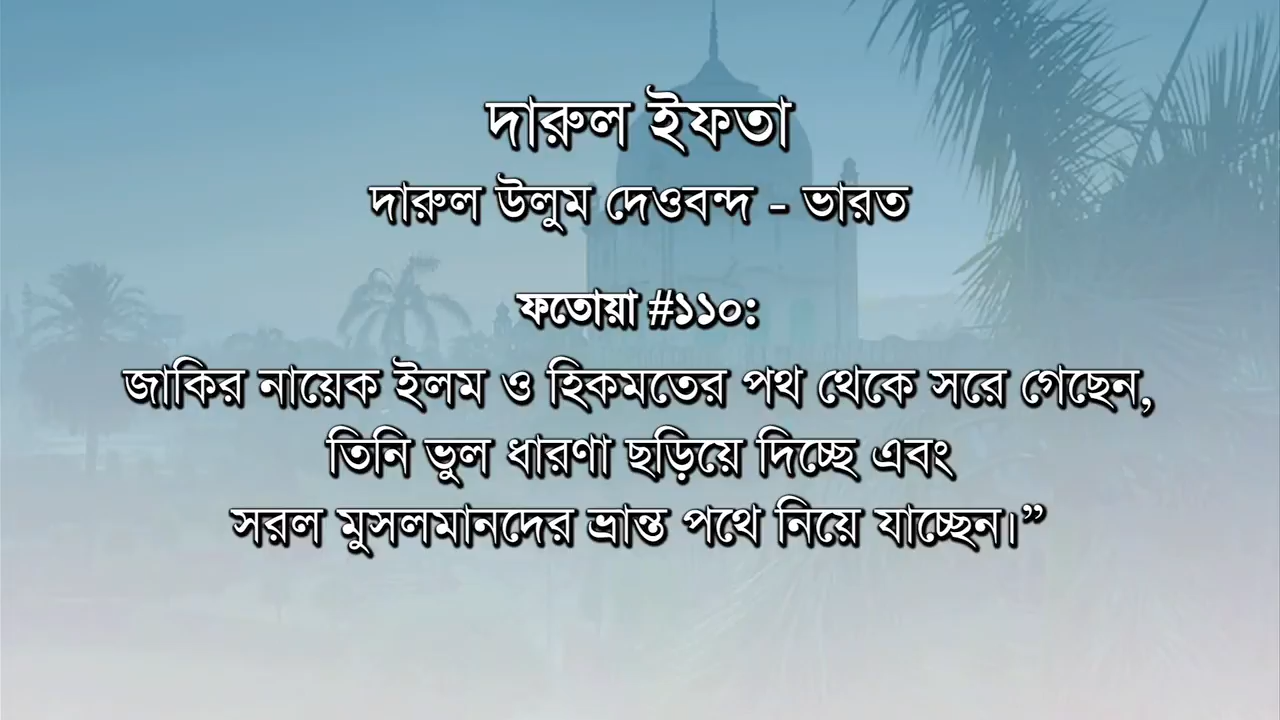 দারুল ইফতা
দারুল উলুম দেওবন্দ - ভারত
ফতোয়া #১১০:
জাকির নায়েক ইলম ও হিকমতের পথ থেকে সরে গেছেন,
তিনি ভুল ধারণা ছড়িয়ে দিচ্ছে এবং
সরল মুসলমানদের ভ্রান্ত পথে নিয়ে যাচ্ছেন।”